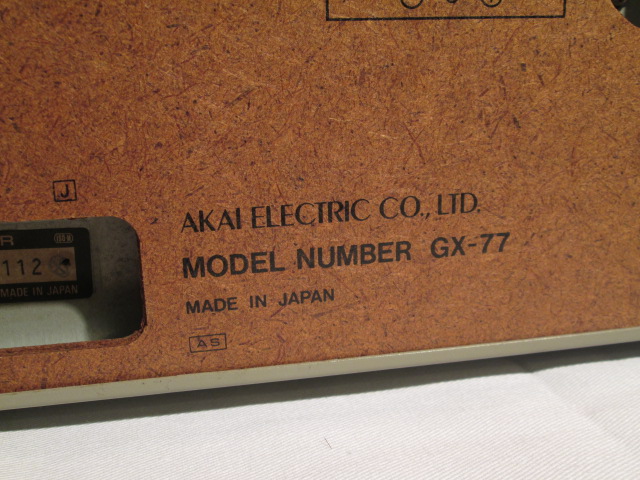 J
R
112
MADE IN JAPAN
AKAI ELECTRIC CO., LTD.
MODEL NUMBER GX-77
MADE IN JAPAN
AS